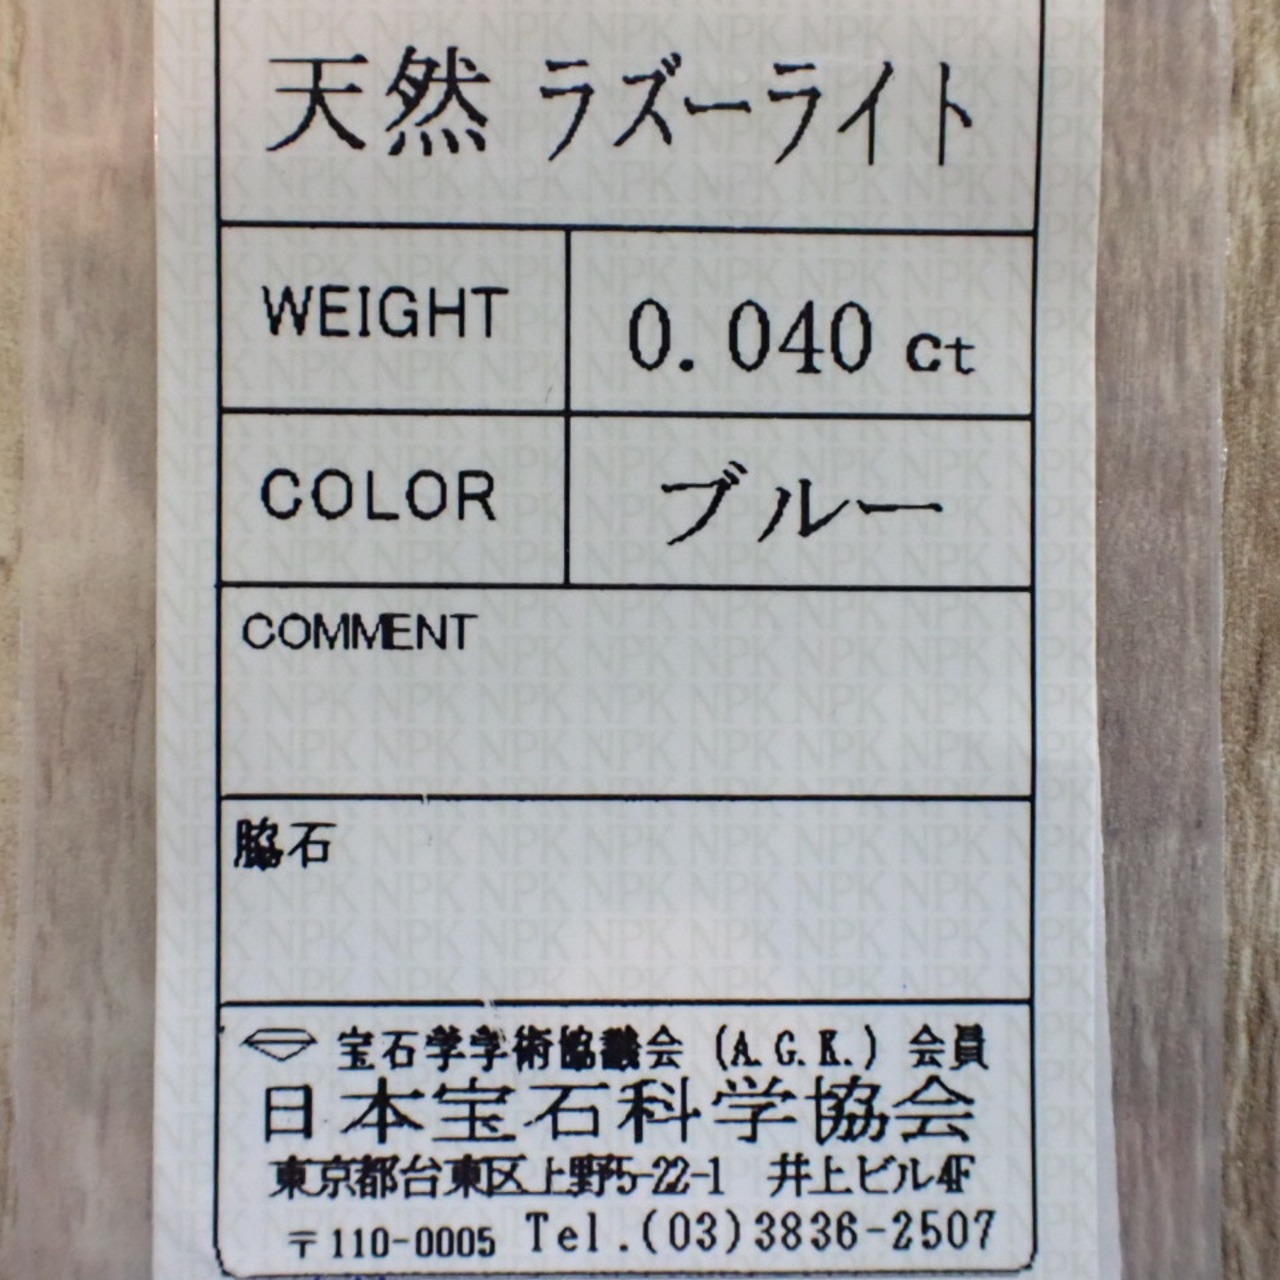 天然 ラズーライト
WEIGHT 0.040 ct
COLOR ブルー
COMMENT
脇石
宝石学学術協議会 (A.G.K.) 会員
日本宝石科学協会
東京都台東区上野5-22-1 井上ビル4F
〒110-0005 Tel.(03)3836-2507